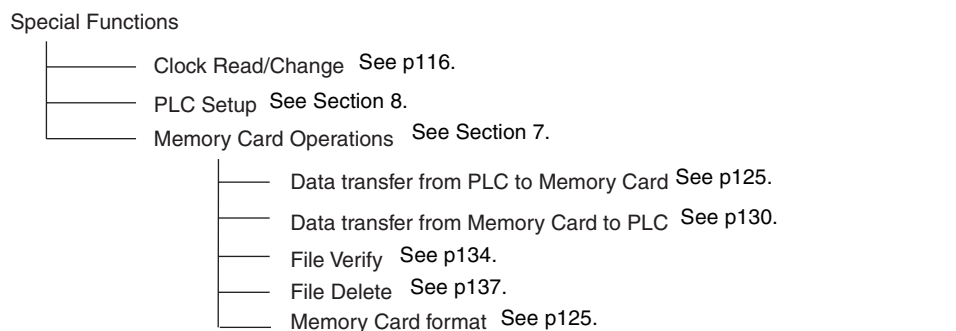 Special Functions
Clock Read/Change See p116.
PLC Setup See Section 8.
Memory Card Operations See Section 7.
Data transfer from PLC to Memory Card See p125.
Data transfer from Memory Card to PLC See p130.
File Verify See p134.
File Delete See p137.
Memory Card format See p125.